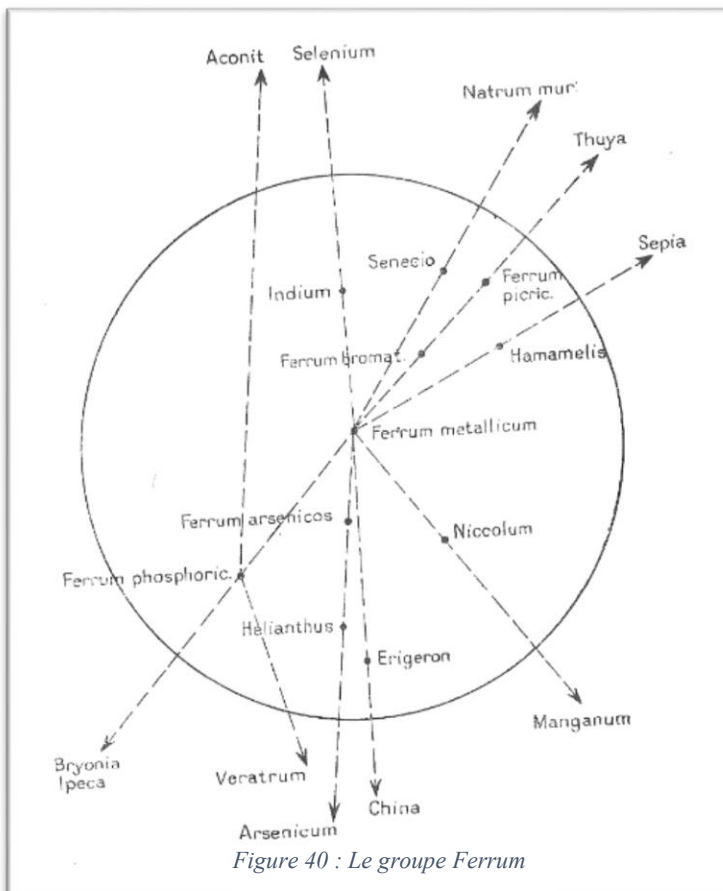 Aconit
Selenium
Natrum mur.
Thuya
Sepia
Senecio
Ferrum
picric.
Indium
Ferrum bromat.
Hamamelis
Ferrum metallicum
Ferrum arsenicos
Niccolum
Ferrum phosphoric.
Helianthus
Erigeron
Manganum
Bryonia
Ipeca
Veratrum
China
Arsenicum
Figure 40 : Le groupe Ferrum